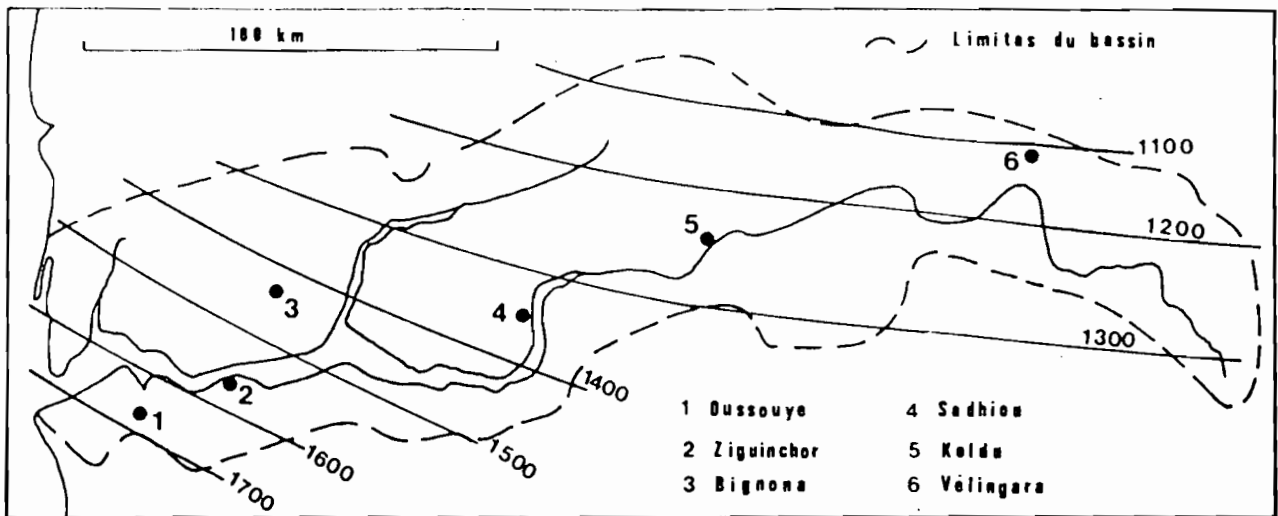 100 km
Limites du bassin
1100
6
5
1200
3
4
1300
2
1400
1
1500
1600
1700
1 Oussouye
2 Ziguinchor
3 Bignona
4 Sédhiou
5 Kolda
6 Vélingara